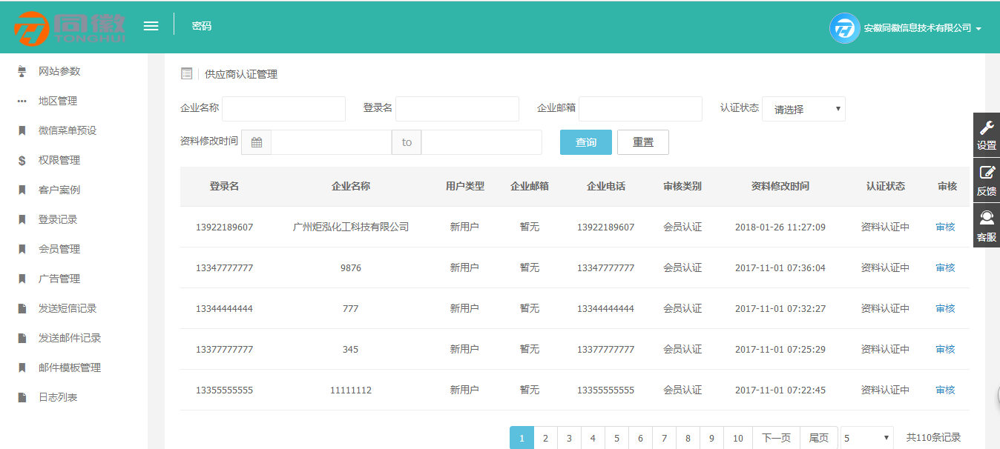 同徽 TONGHUI 密码 安徽同徽信息技术有限公司
网站参数
地区管理
微信菜单预设
$ 权限管理
客户案例
登录记录
会员管理
广告管理
发送短信记录
发送邮件记录
邮件模板管理
日志列表
供应商认证管理
企业名称 登录名 企业邮箱 认证状态 请选择
资料修改时间 to 查询 重置
登录名 企业名称 用户类型 企业邮箱 企业电话 审核类别 资料修改时间 认证状态 审核
13922189607 广州炬泓化工科技有限公司 新用户 暂无 13922189607 会员认证 2018-01-26 11:27:09 资料认证中 审核
13347777777 9876 新用户 暂无 13347777777 会员认证 2017-11-01 07:36:04 资料认证中 审核
13344444444 777 新用户 暂无 13344444444 会员认证 2017-11-01 07:32:27 资料认证中 审核
13377777777 345 新用户 暂无 13377777777 会员认证 2017-11-01 07:25:29 资料认证中 审核
13355555555 11111112 新用户 暂无 13355555555 会员认证 2017-11-01 07:22:45 资料认证中 审核
1 2 3 4 5 6 7 8 9 10 下一页 尾页 5 共110条记录
设置
反馈
客服